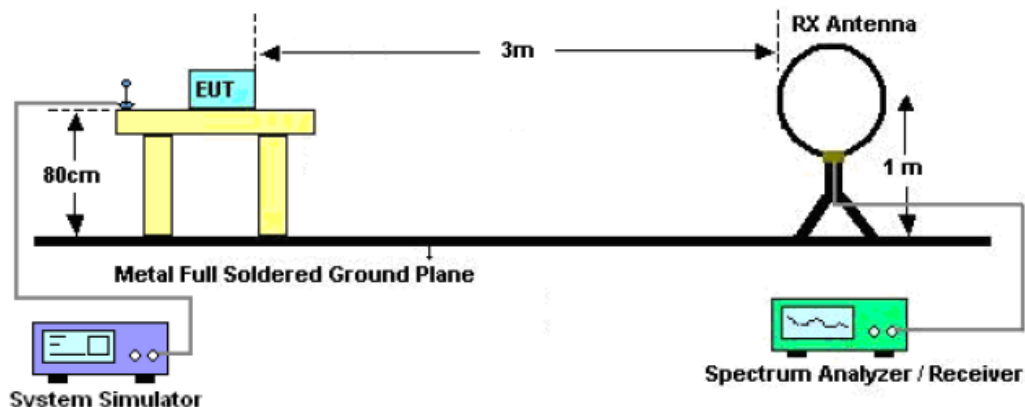 RX Antenna
3m
EUT
80cm
1 m
Metal Full Soldered Ground Plane
System Simulator
Spectrum Analyzer / Receiver